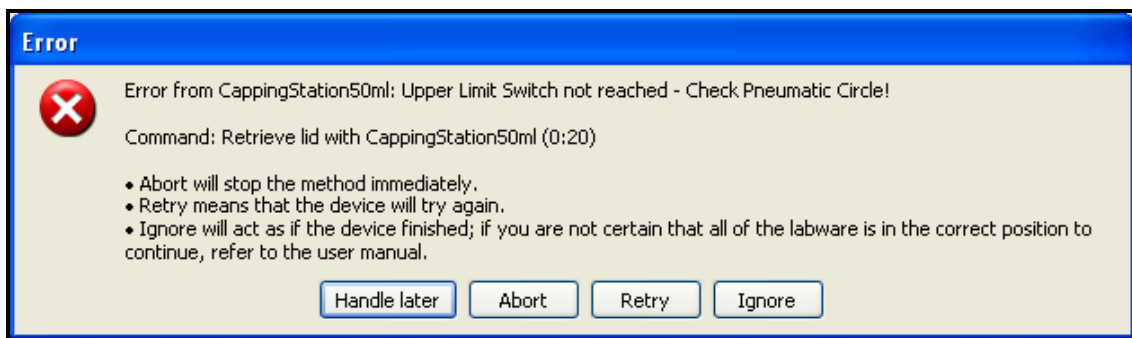 Error
Error from CappingStation50ml: Upper Limit Switch not reached - Check Pneumatic Circle!
Command: Retrieve lid with CappingStation50ml (0:20)
• Abort will stop the method immediately.
• Retry means that the device will try again.
• Ignore will act as if the device finished; if you are not certain that all of the labware is in the correct position to
continue, refer to the user manual.
Handle later Abort Retry Ignore